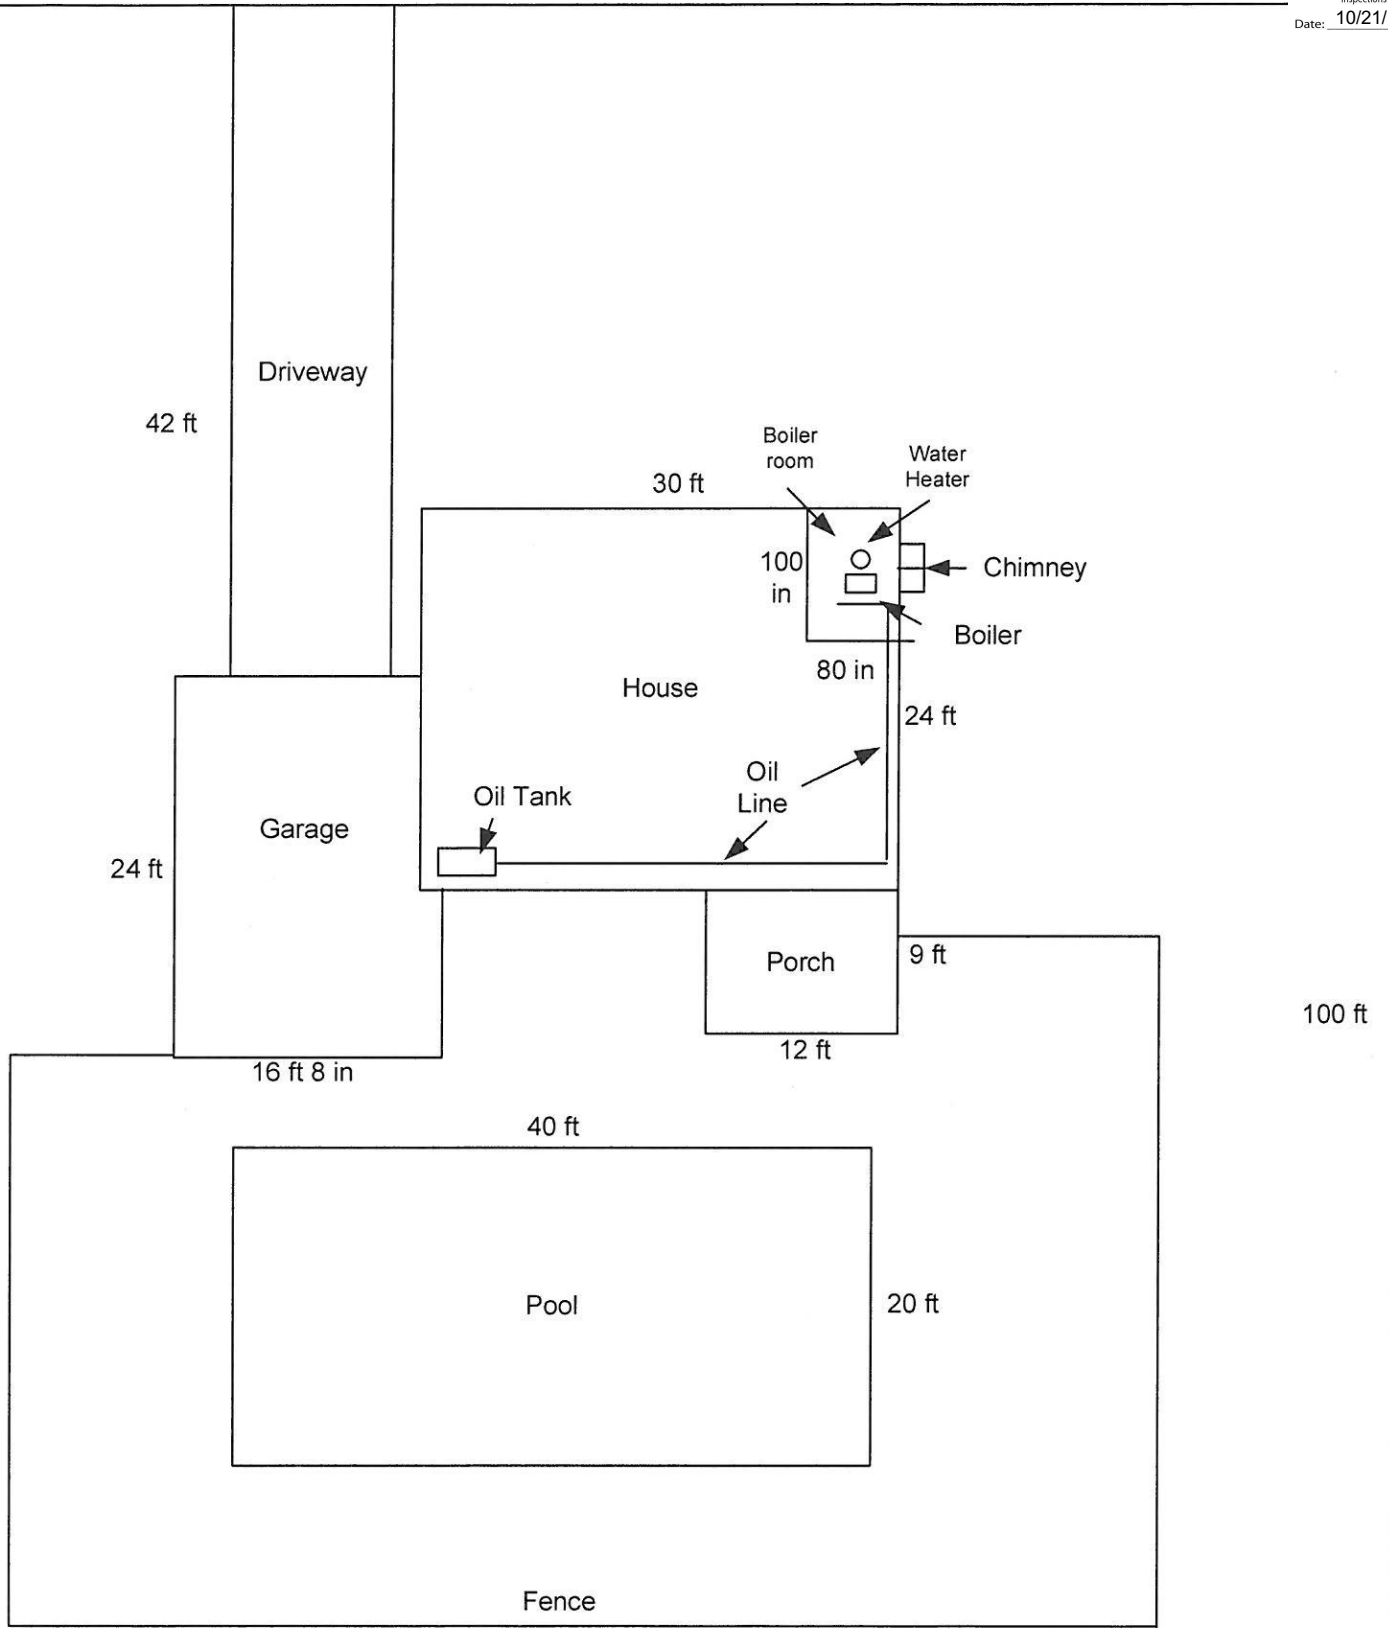 Inspections
Date: 10/21/
Driveway
42 ft
Boiler
room
Water
Heater
30 ft
100
in
Chimney
Boiler
80 in
House
24 ft
Oil
Line
Oil Tank
Garage
24 ft
Porch
9 ft
100 ft
12 ft
16 ft 8 in
40 ft
Pool
20 ft
Fence